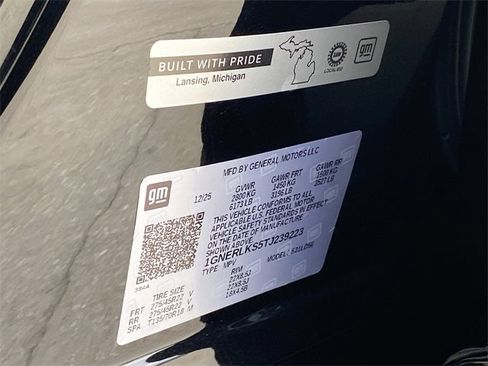 BUILT WITH PRIDE
Lansing, Michigan
LOCAL 602
gm
gm
MFD BY GENERAL MOTORS LLC
12/25 GVWR GAWR FRT GAWR RR
2800 KG 1450 KG 1600 KG
6173 LB 3196 LB 3527 LB
THIS VEHICLE CONFORMS TO ALL
APPLICABLE U.S. FEDERAL MOTOR
VEHICLE SAFETY STANDARDS IN EFFECT
ON THE DATE OF MANUFACTURE
SHOWN ABOVE.
1GNERLKS5TJ239223
TYPE: MPV MODEL:
S94A
TIRE SIZE RIM
FRT 275/45R22 V 22X8.5J
RR 275/45R22 V 22X8.5J
SPA T135/70R18 M 18X4.5B